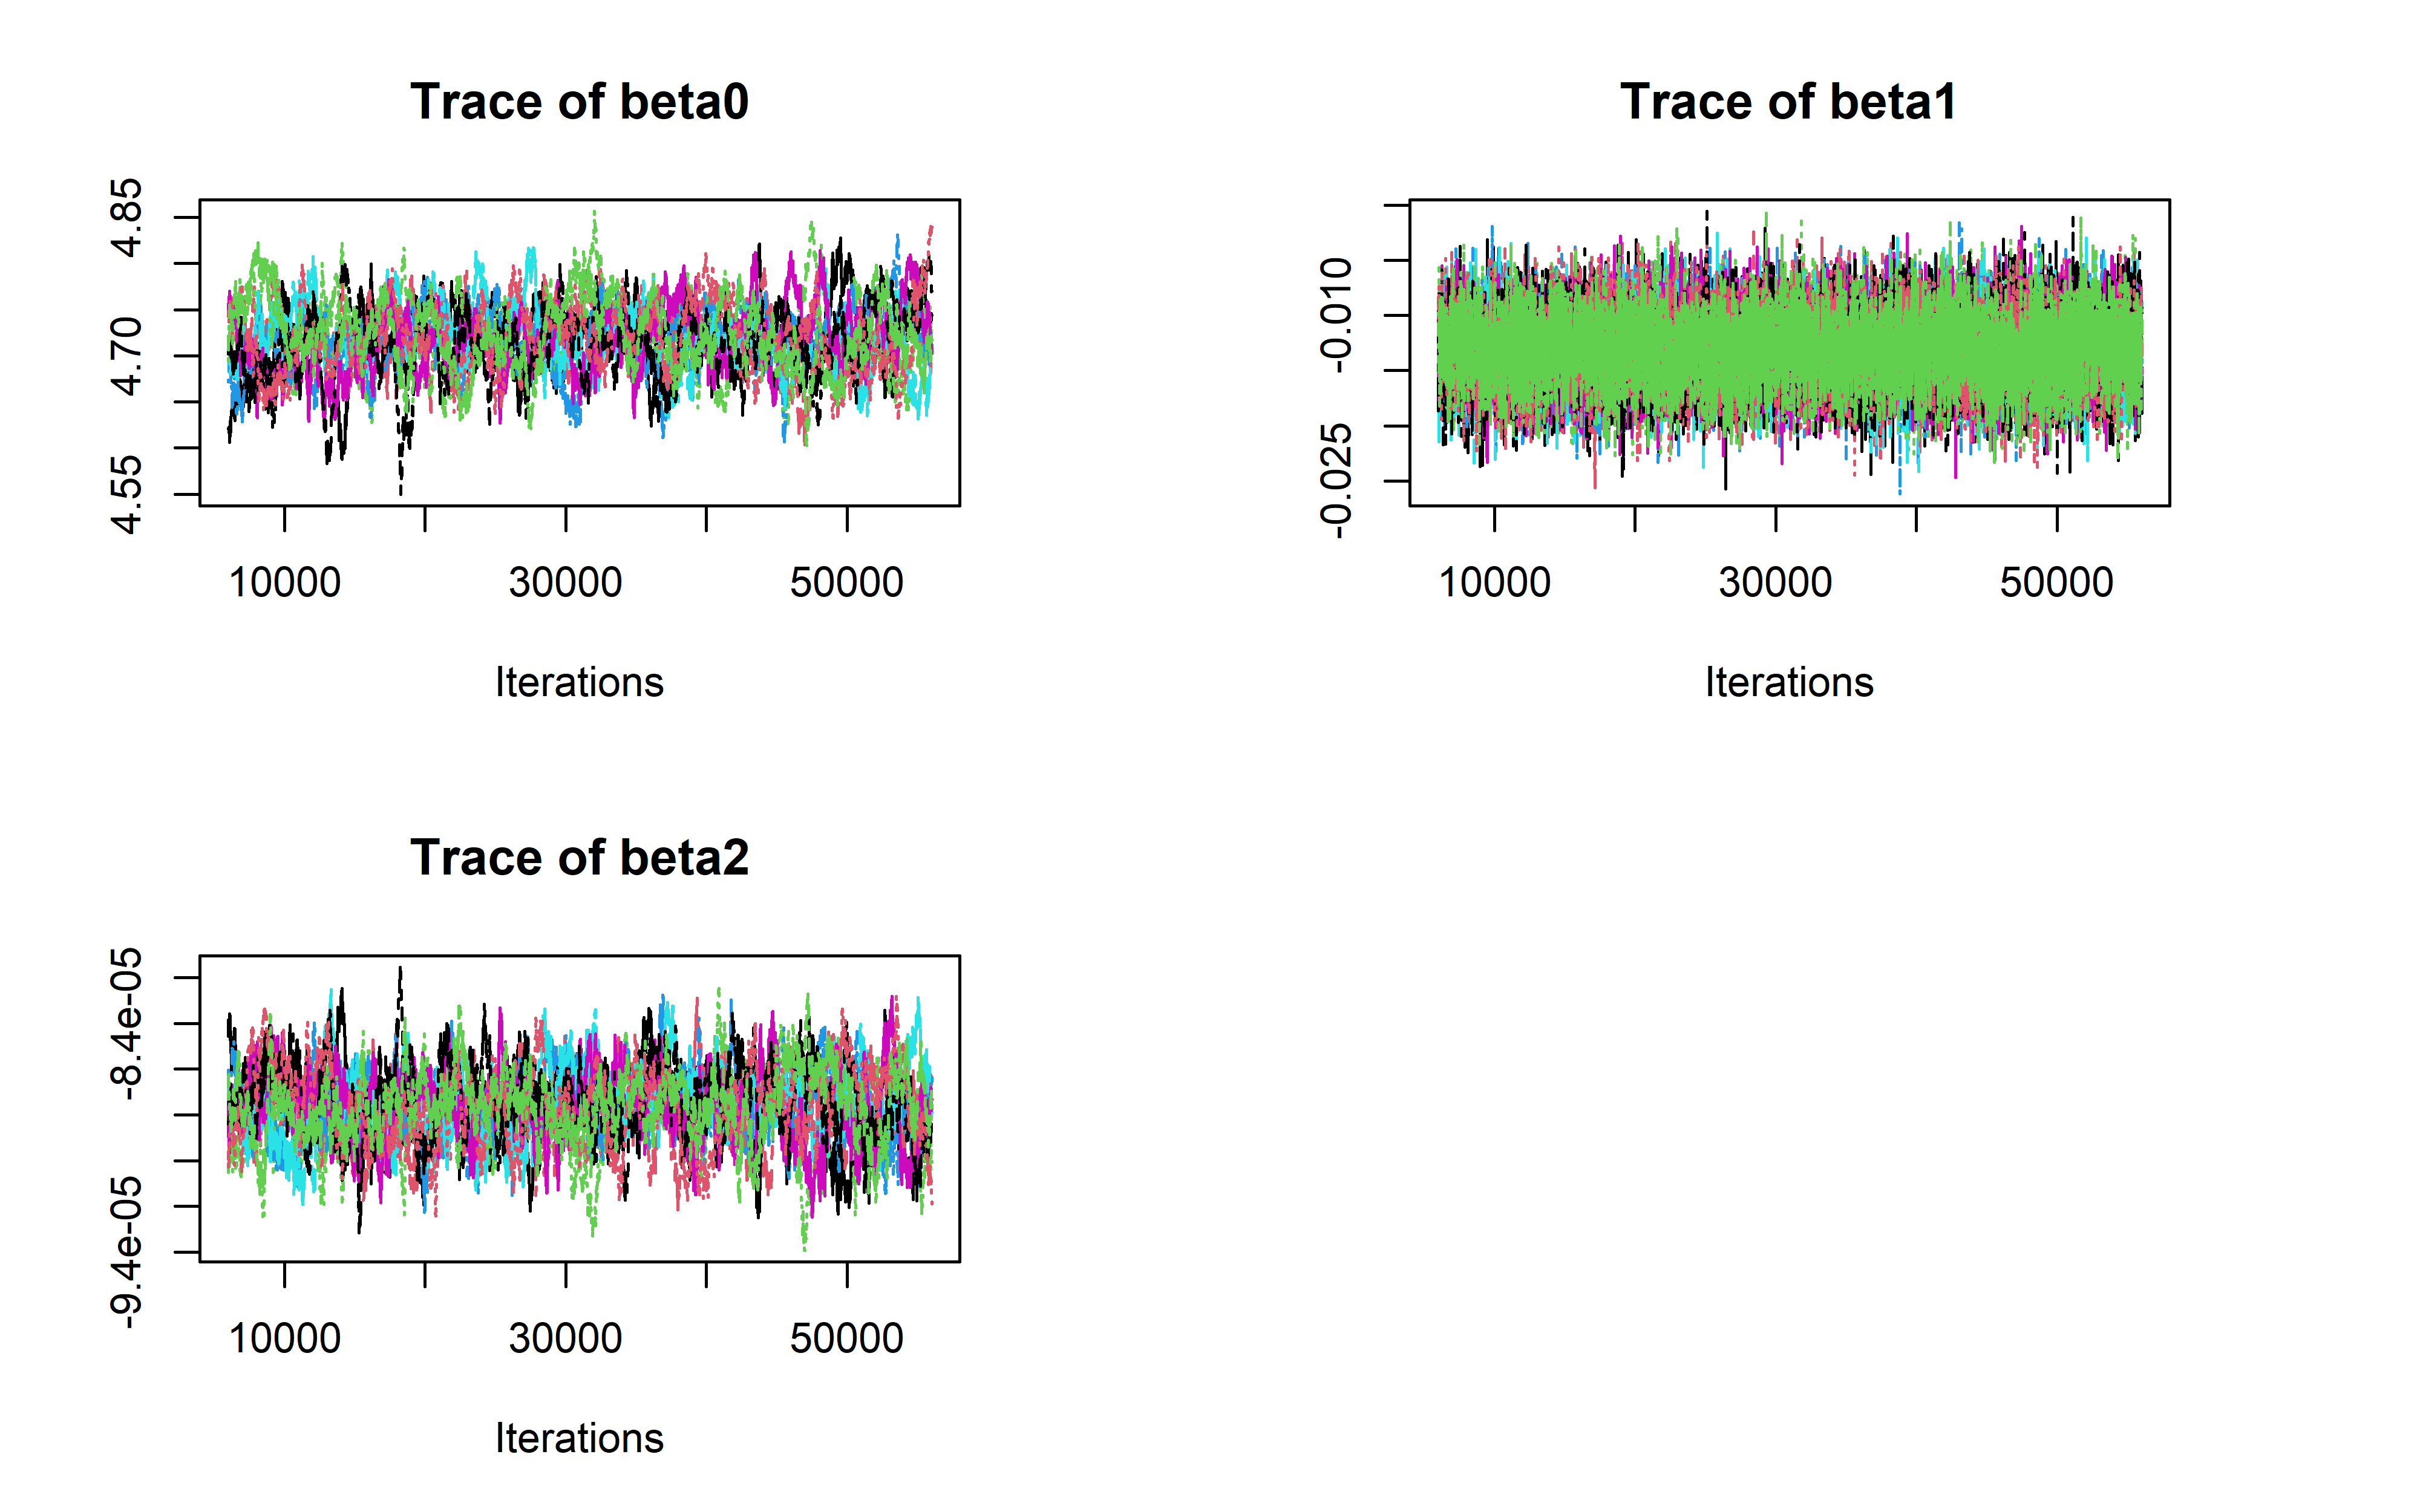 Trace of beta0
4.85
4.70
4.55
10000 30000 50000
Iterations
Trace of beta1
-0.010
-0.025
10000 30000 50000
Iterations
Trace of beta2
-8.4e-05
-9.4e-05
10000 30000 50000
Iterations